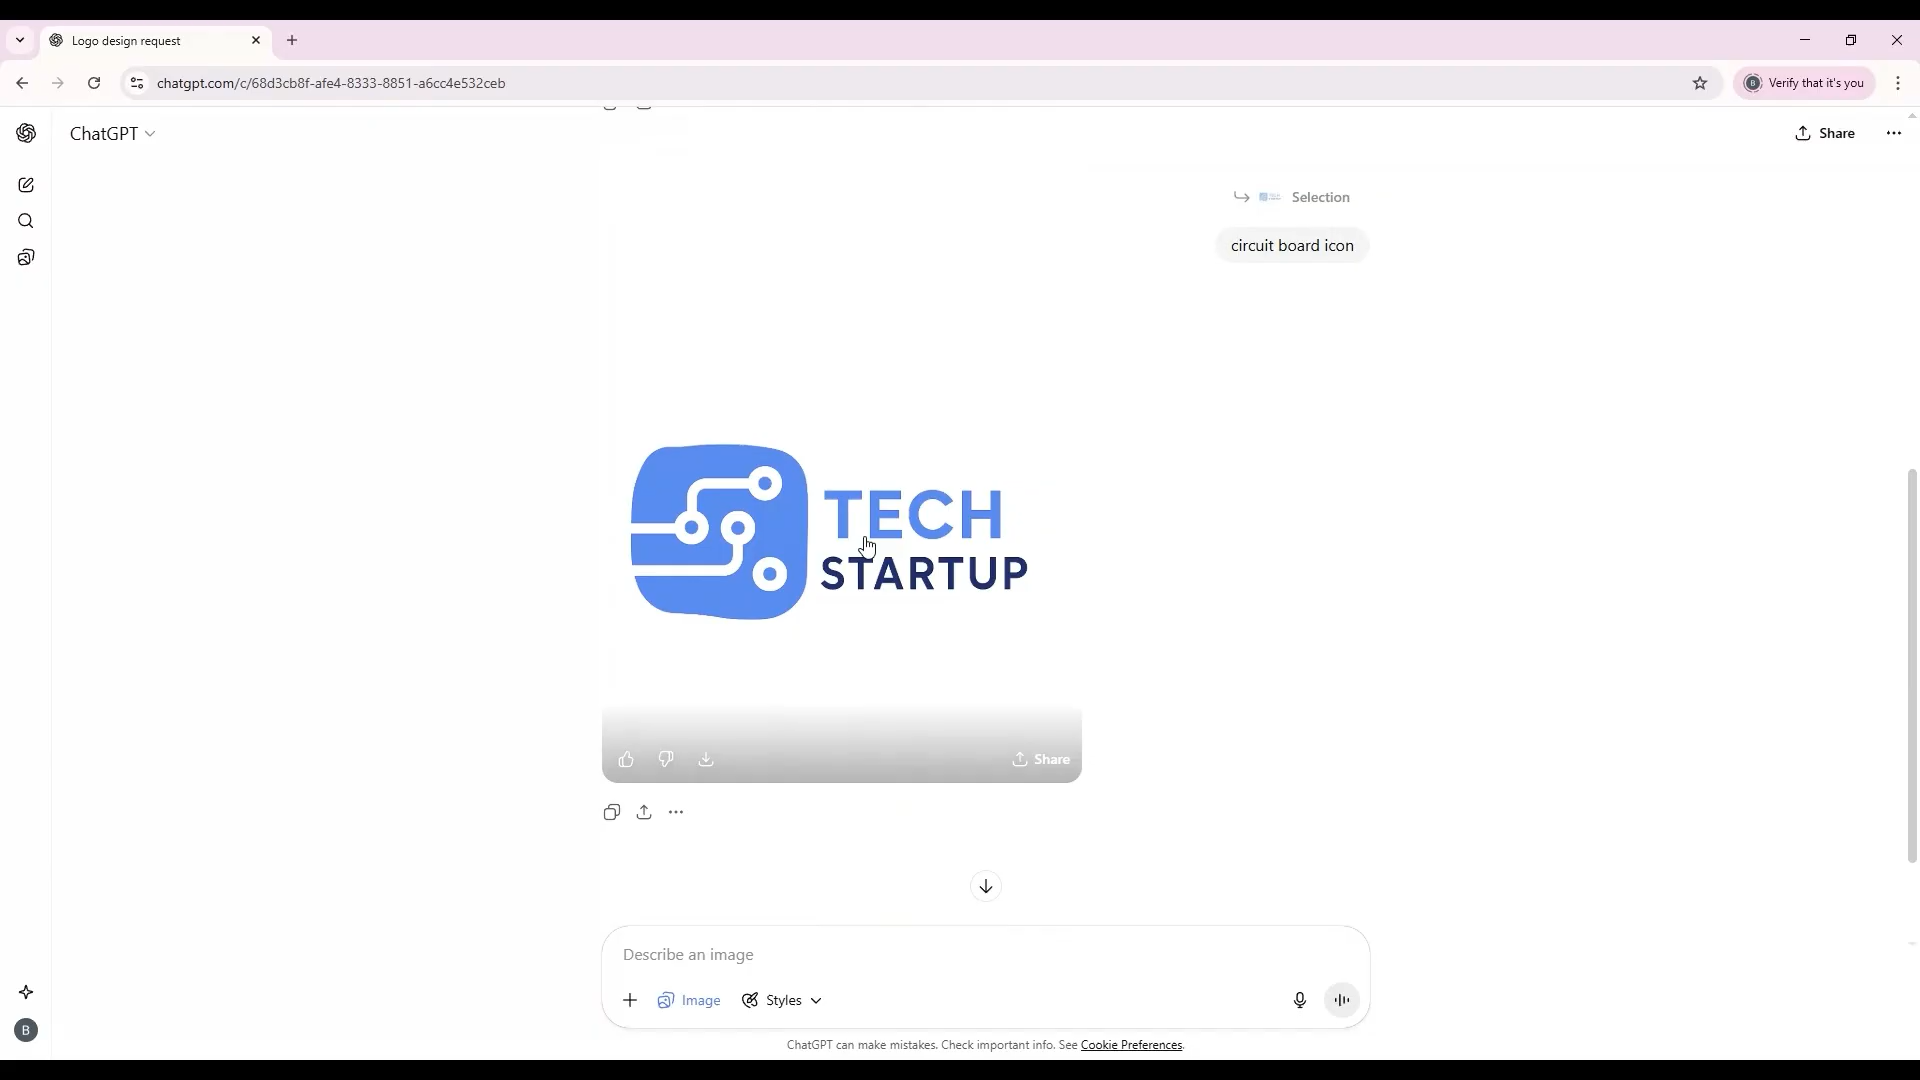 Logo design request
chatgpt.com/c/68d3cb8f-afe4-8333-8851-a6cc4e532ceb
B
Verify that it's you
ChatGPT
Share
Selection
circuit board icon
TECH
STARTUP
Share
Describe an image
Image
Styles
B
ChatGPT can make mistakes. Check important info. See Cookie Preferences.